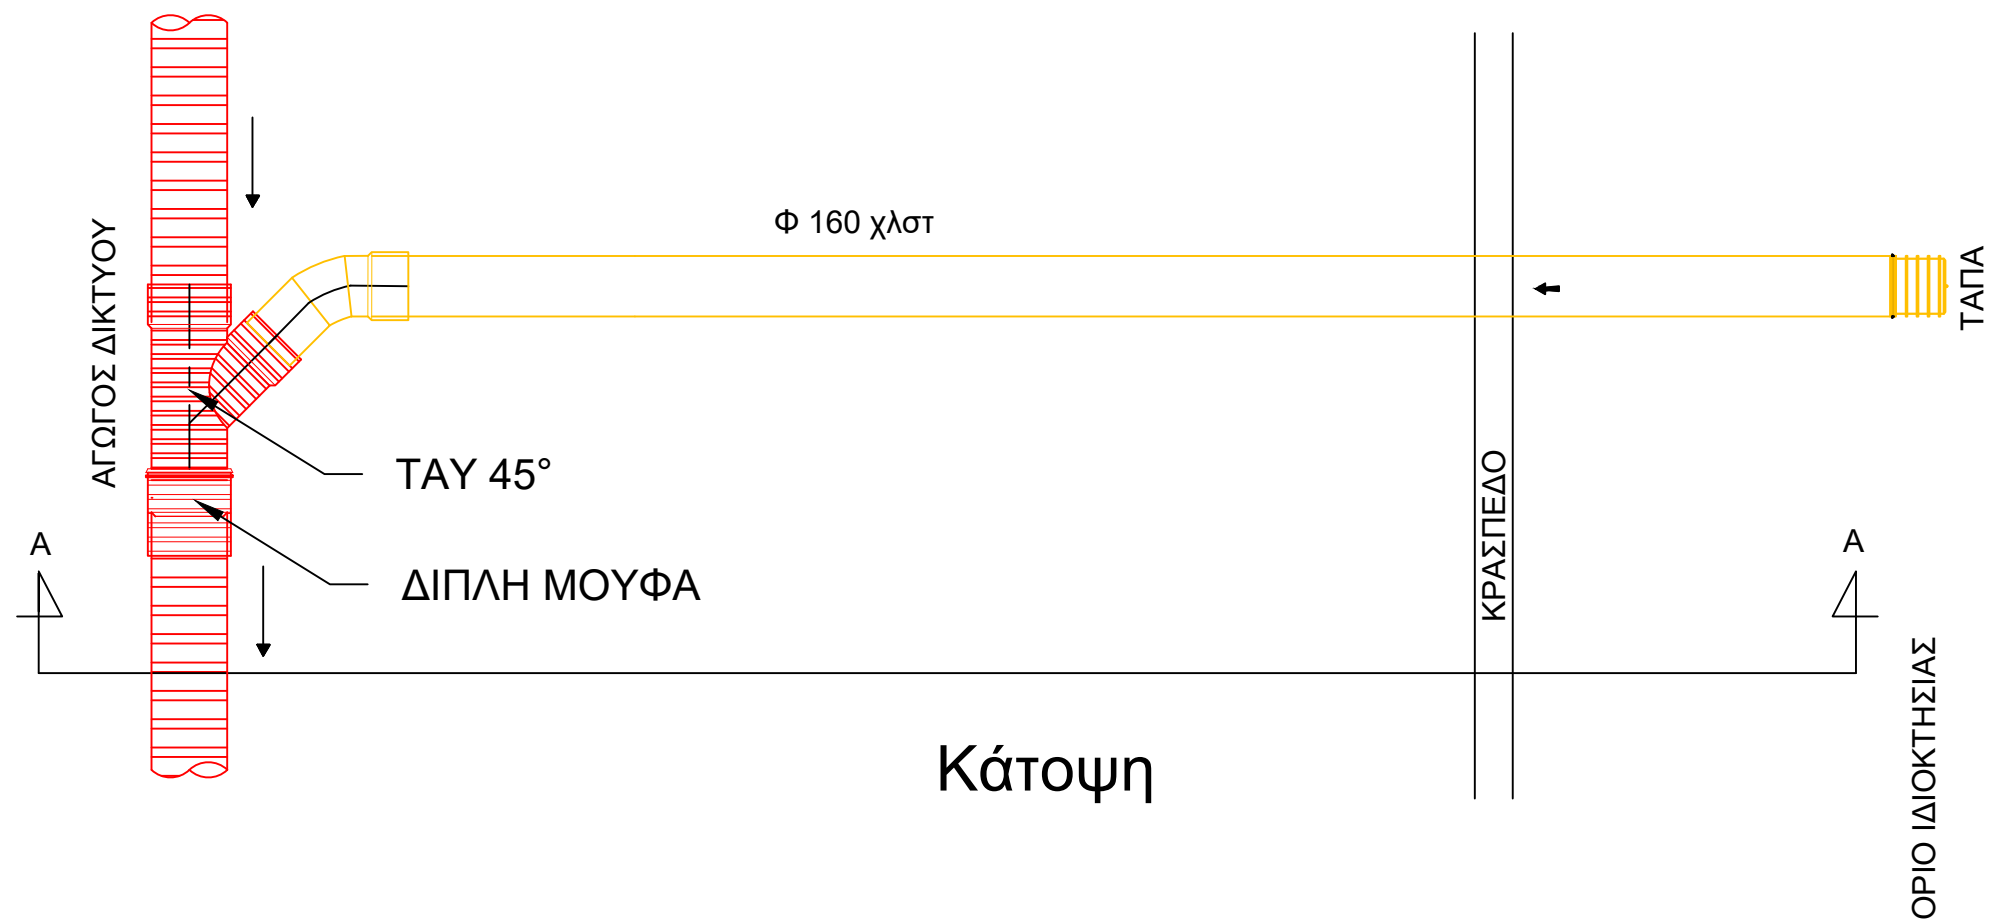 Φ 160 χλστ
ΑΓΩΓΟΣ ΔΙΚΤΥΟΥ
ΤΑΠΑ
ΤΑΥ 45°
ΚΡΑΣΠΕΔΟ
Α
Α
ΔΙΠΛΗ ΜΟΥΦΑ
ΟΡΙΟ ΙΔΙΟΚΤΗΣΙΑΣ
Κάτοψη